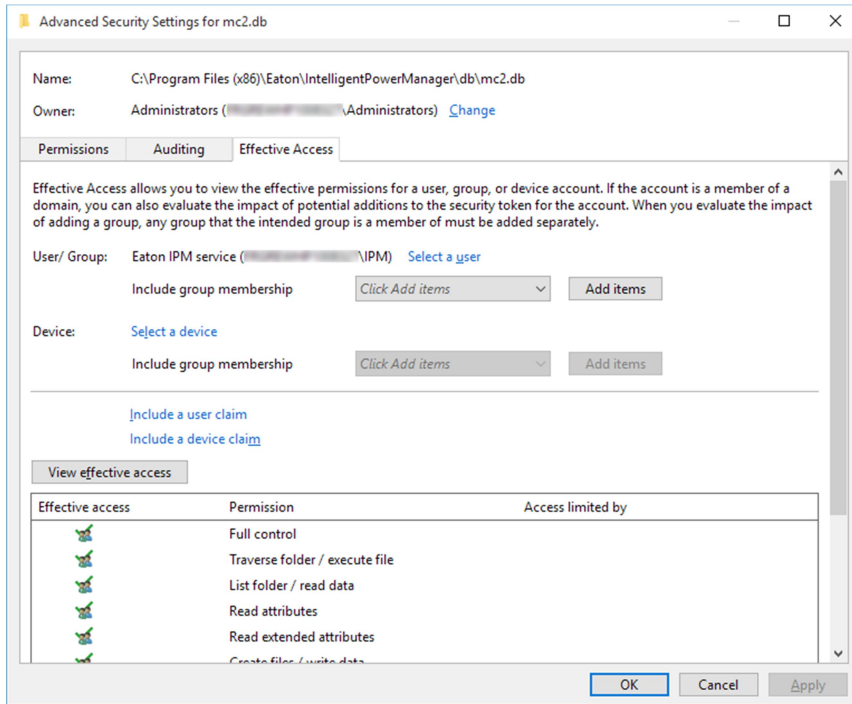 Advanced Security Settings for mc2.db
Name: C:\Program Files (x86)\Eaton\IntelligentPowerManager\db\mc2.db
Owner: Administrators ( \Administrators) Change
Permissions Auditing Effective Access
Effective Access allows you to view the effective permissions for a user, group, or device account. If the account is a member of a
domain, you can also evaluate the impact of potential additions to the security token for the account. When you evaluate the impact
of adding a group, any group that the intended group is a member of must be added separately.
User/ Group: Eaton IPM service ( \IPM) Select a user
Include group membership Click Add items Add items
Device: Select a device
Include group membership Click Add items Add items
Include a user claim
Include a device claim
View effective access
Effective access Permission Access limited by
Full control
Traverse folder / execute file
List folder / read data
Read attributes
Read extended attributes
Create files / write data
OK Cancel Apply